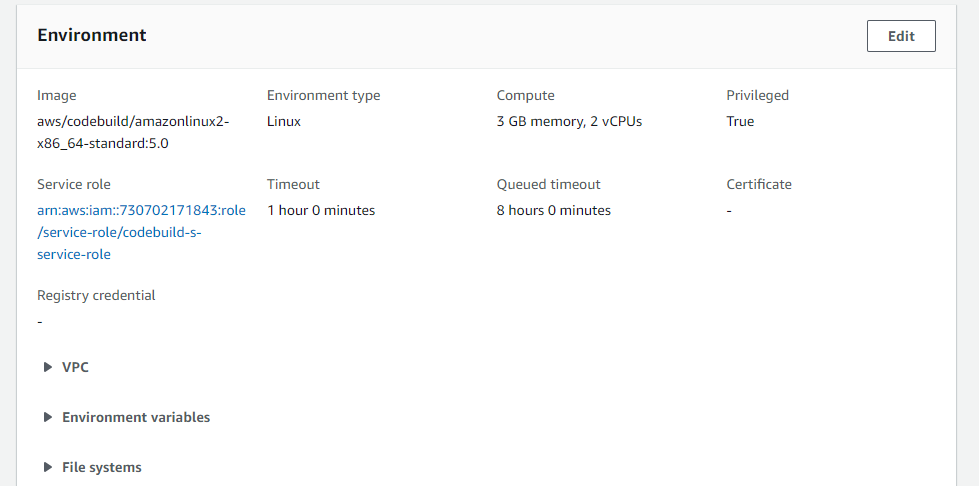 Environment
Edit
Image
Environment type
Compute
Privileged
aws/codebuild/amazonlinux2-
x86_64-standard:5.0
Linux
3 GB memory, 2 vCPUs
True
Service role
Timeout
Queued timeout
Certificate
arn:aws:iam::730702171843:role
/service-role/codebuild-s-
service-role
1 hour 0 minutes
8 hours 0 minutes
-
Registry credential
-
VPC
Environment variables
File systems